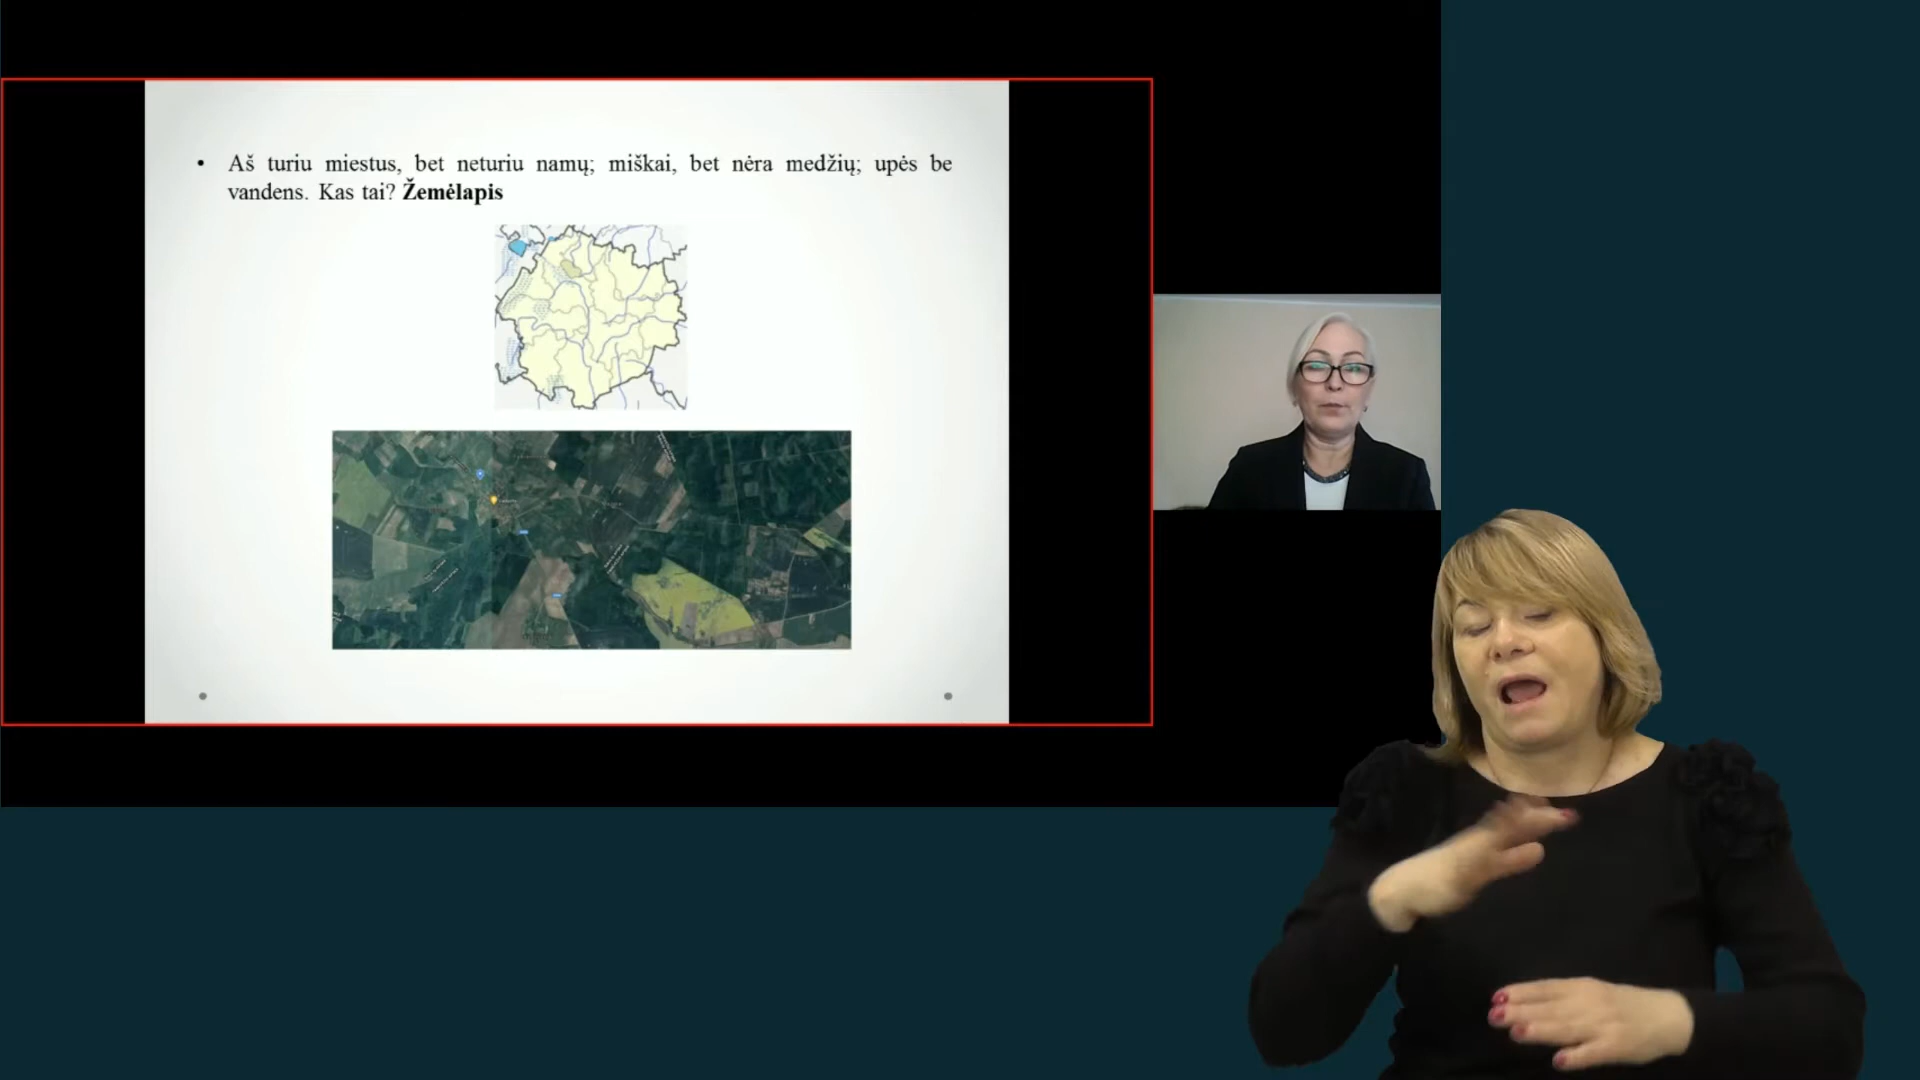 • Aš turiu miestus, bet neturiu namų; miškai, bet nėra medžių; upės be
vandens. Kas tai? Žemėlapis